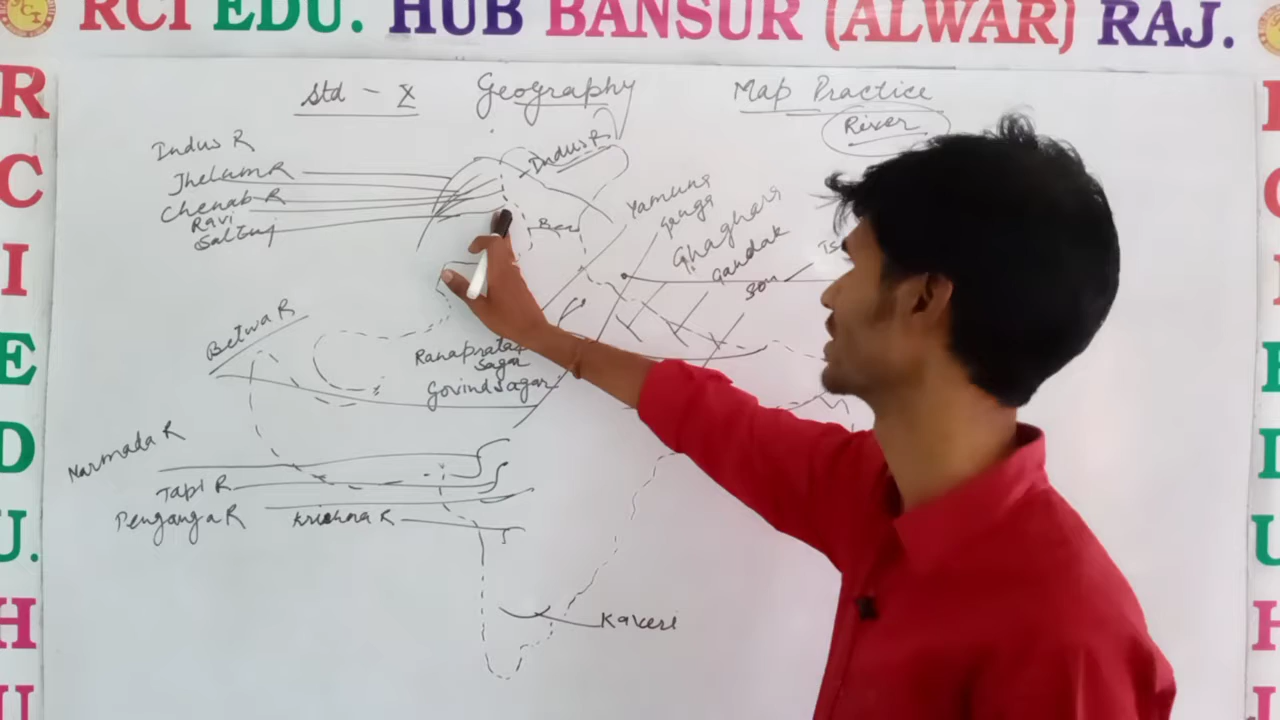 RCI EDU. HUB BANSUR (ALWAR) RAJ.
Std - X Geography Map Practice
River
Indus R
Jhelum R
Chenab R
Ravi
Satluj
Indus R
Yamuna
Ganga
Ghaghara
Gandak
Son
Betwa R
Ranapratap
Sagar
Govind Sagar
Narmada R
Tapi R
Penganga R
Krishna R
Kaveri
R
C
I
E
D
U.
H
U